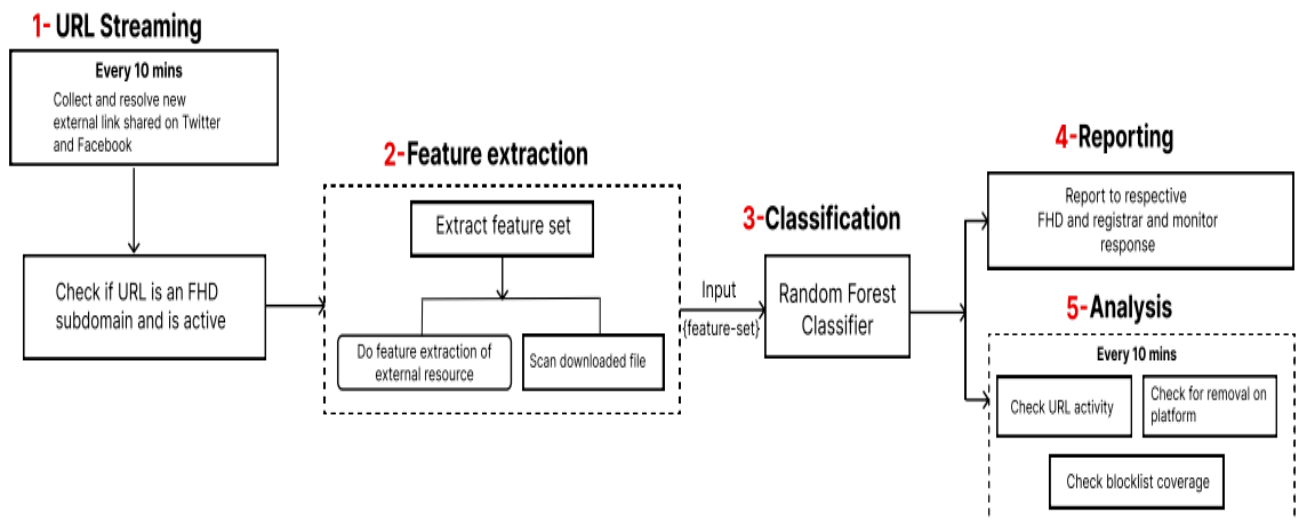 1- URL Streaming
Every 10 mins
Collect and resolve new
external link shared on Twitter
and Facebook
Check if URL is an FHD
subdomain and is active
2-Feature extraction
Extract feature set
Do feature extraction of
external resource
Scan downloaded file
Input
{feature-set}
3-Classification
Random Forest
Classifier
4-Reporting
Report to respective
FHD and registrar and monitor
response
5-Analysis
Every 10 mins
Check URL activity
Check for removal on
platform
Check blocklist coverage